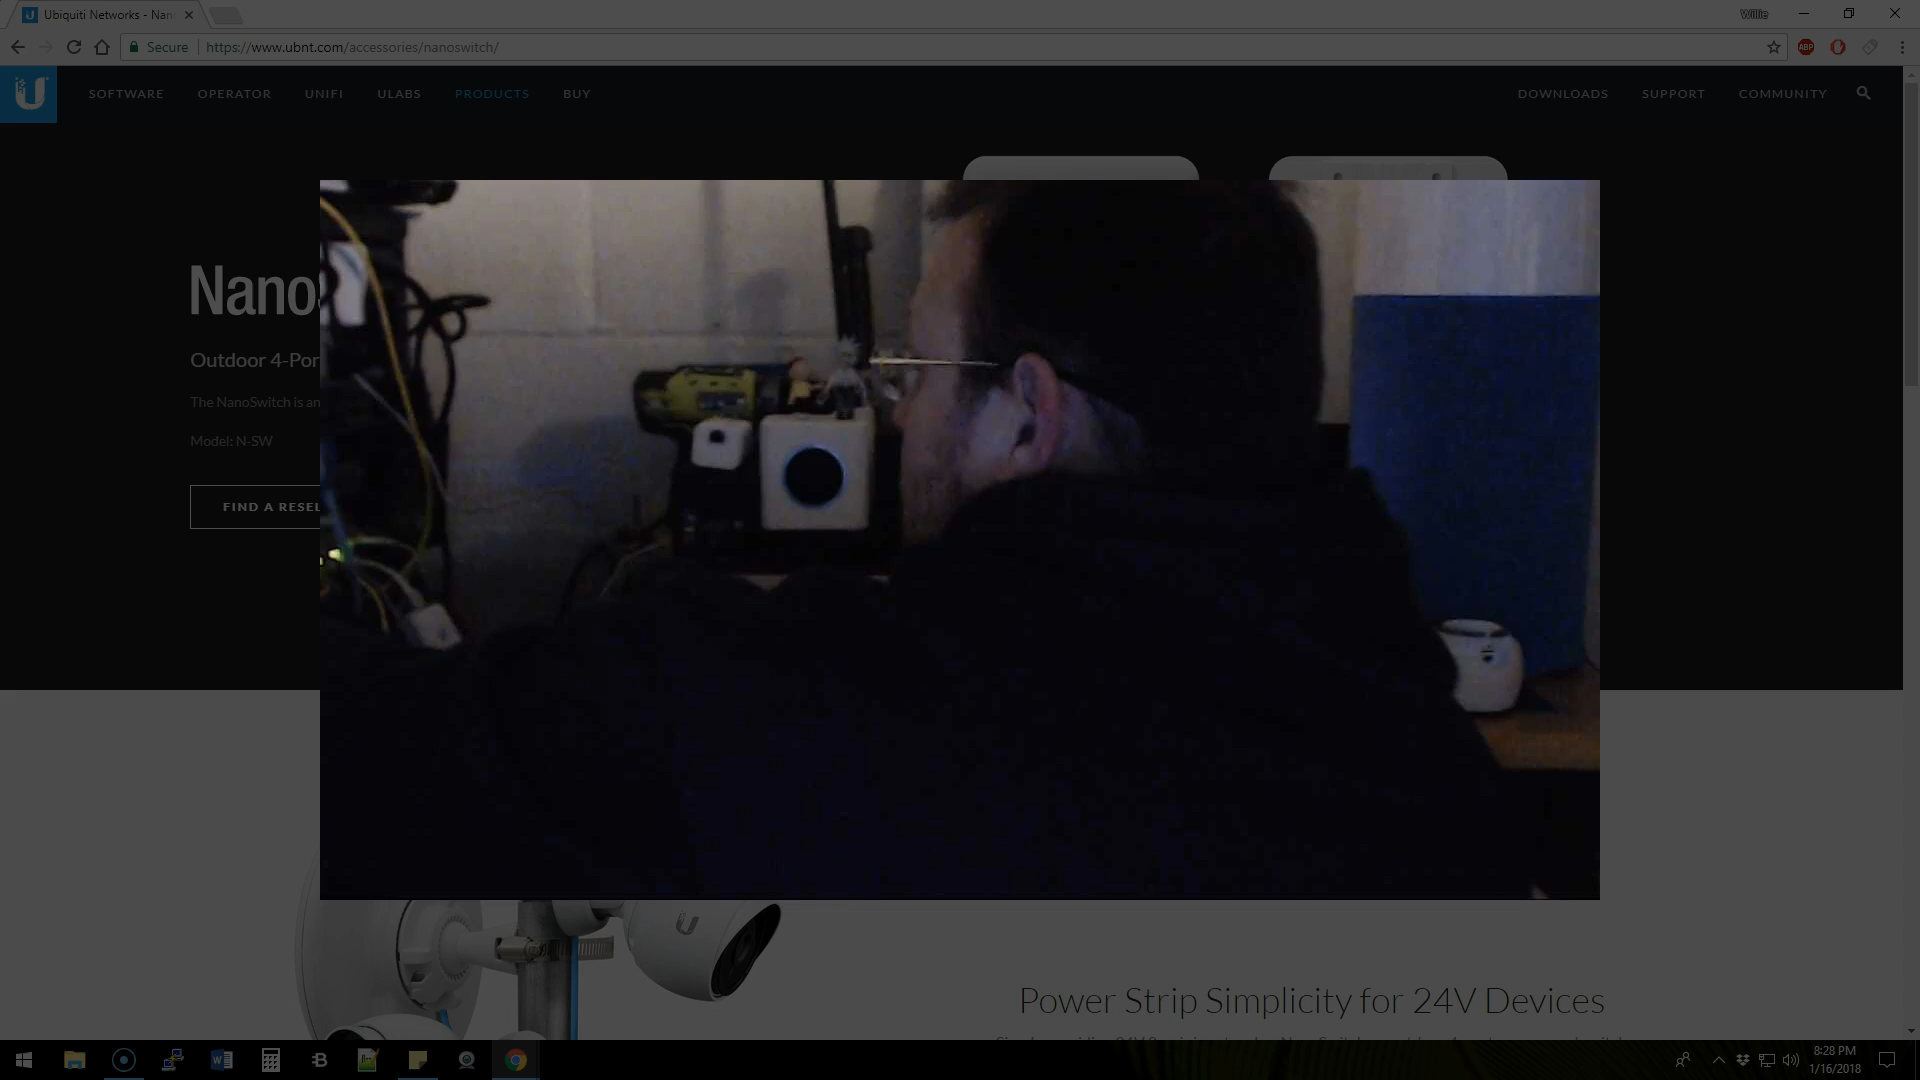 Ubiquiti Networks - Nan
Willie
Secure
https://www.ubnt.com/accessories/nanoswitch/
ABP
SOFTWARE OPERATOR UNIFI ULABS PRODUCTS BUY DOWNLOADS SUPPORT COMMUNITY
Nano
Outdoor 4-Por
The NanoSwitch is an
Model: N-SW
FIND A RESEL
Power Strip Simplicity for 24V Devices
8:28 PM
1/16/2018